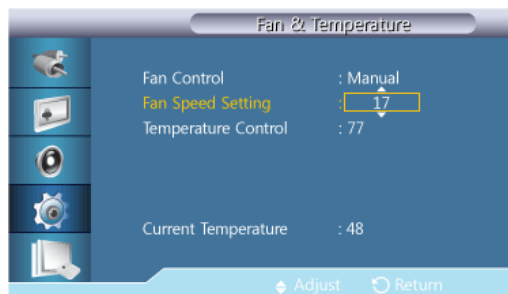 Fan & Temperature
Fan Control : Manual
Fan Speed Setting : 17
Temperature Control : 77
Current Temperature : 48
Adjust Return